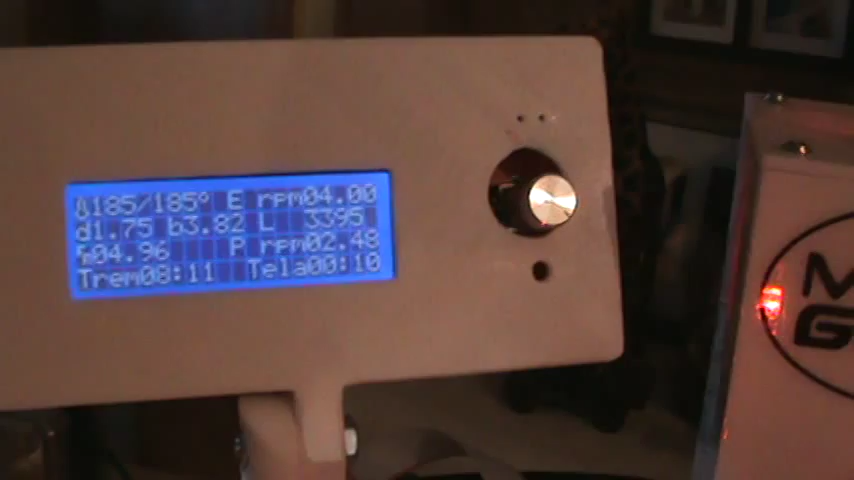 185/185° E rpm04.00
d1.75 b3.82 L 3395
04.96 P rpm02.48
Trem08:11 Tela00:10
M
G